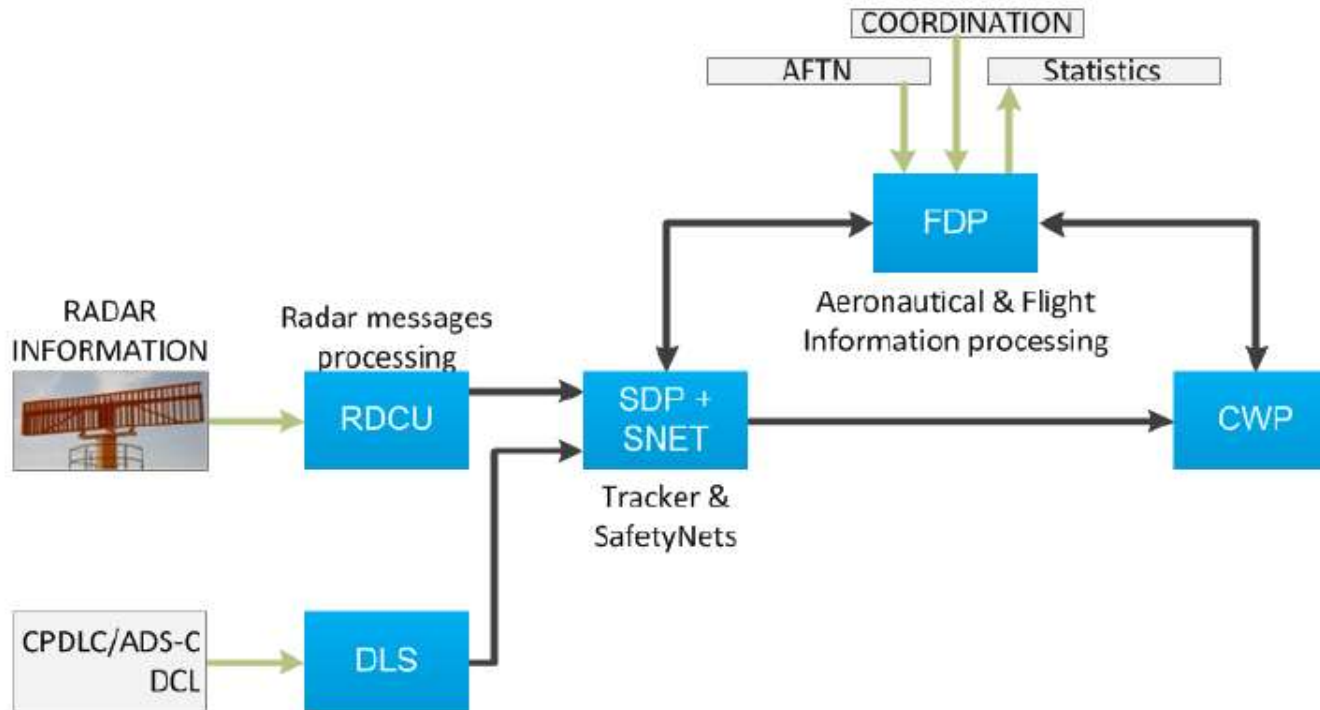 COORDINATION
AFTN
Statistics
FDP
Aeronautical & Flight
Information processing
RADAR
INFORMATION
Radar messages
processing
RDCU
SDP +
SNET
CWP
Tracker &
SafetyNets
CPDLC/ADS-C
DCL
DLS